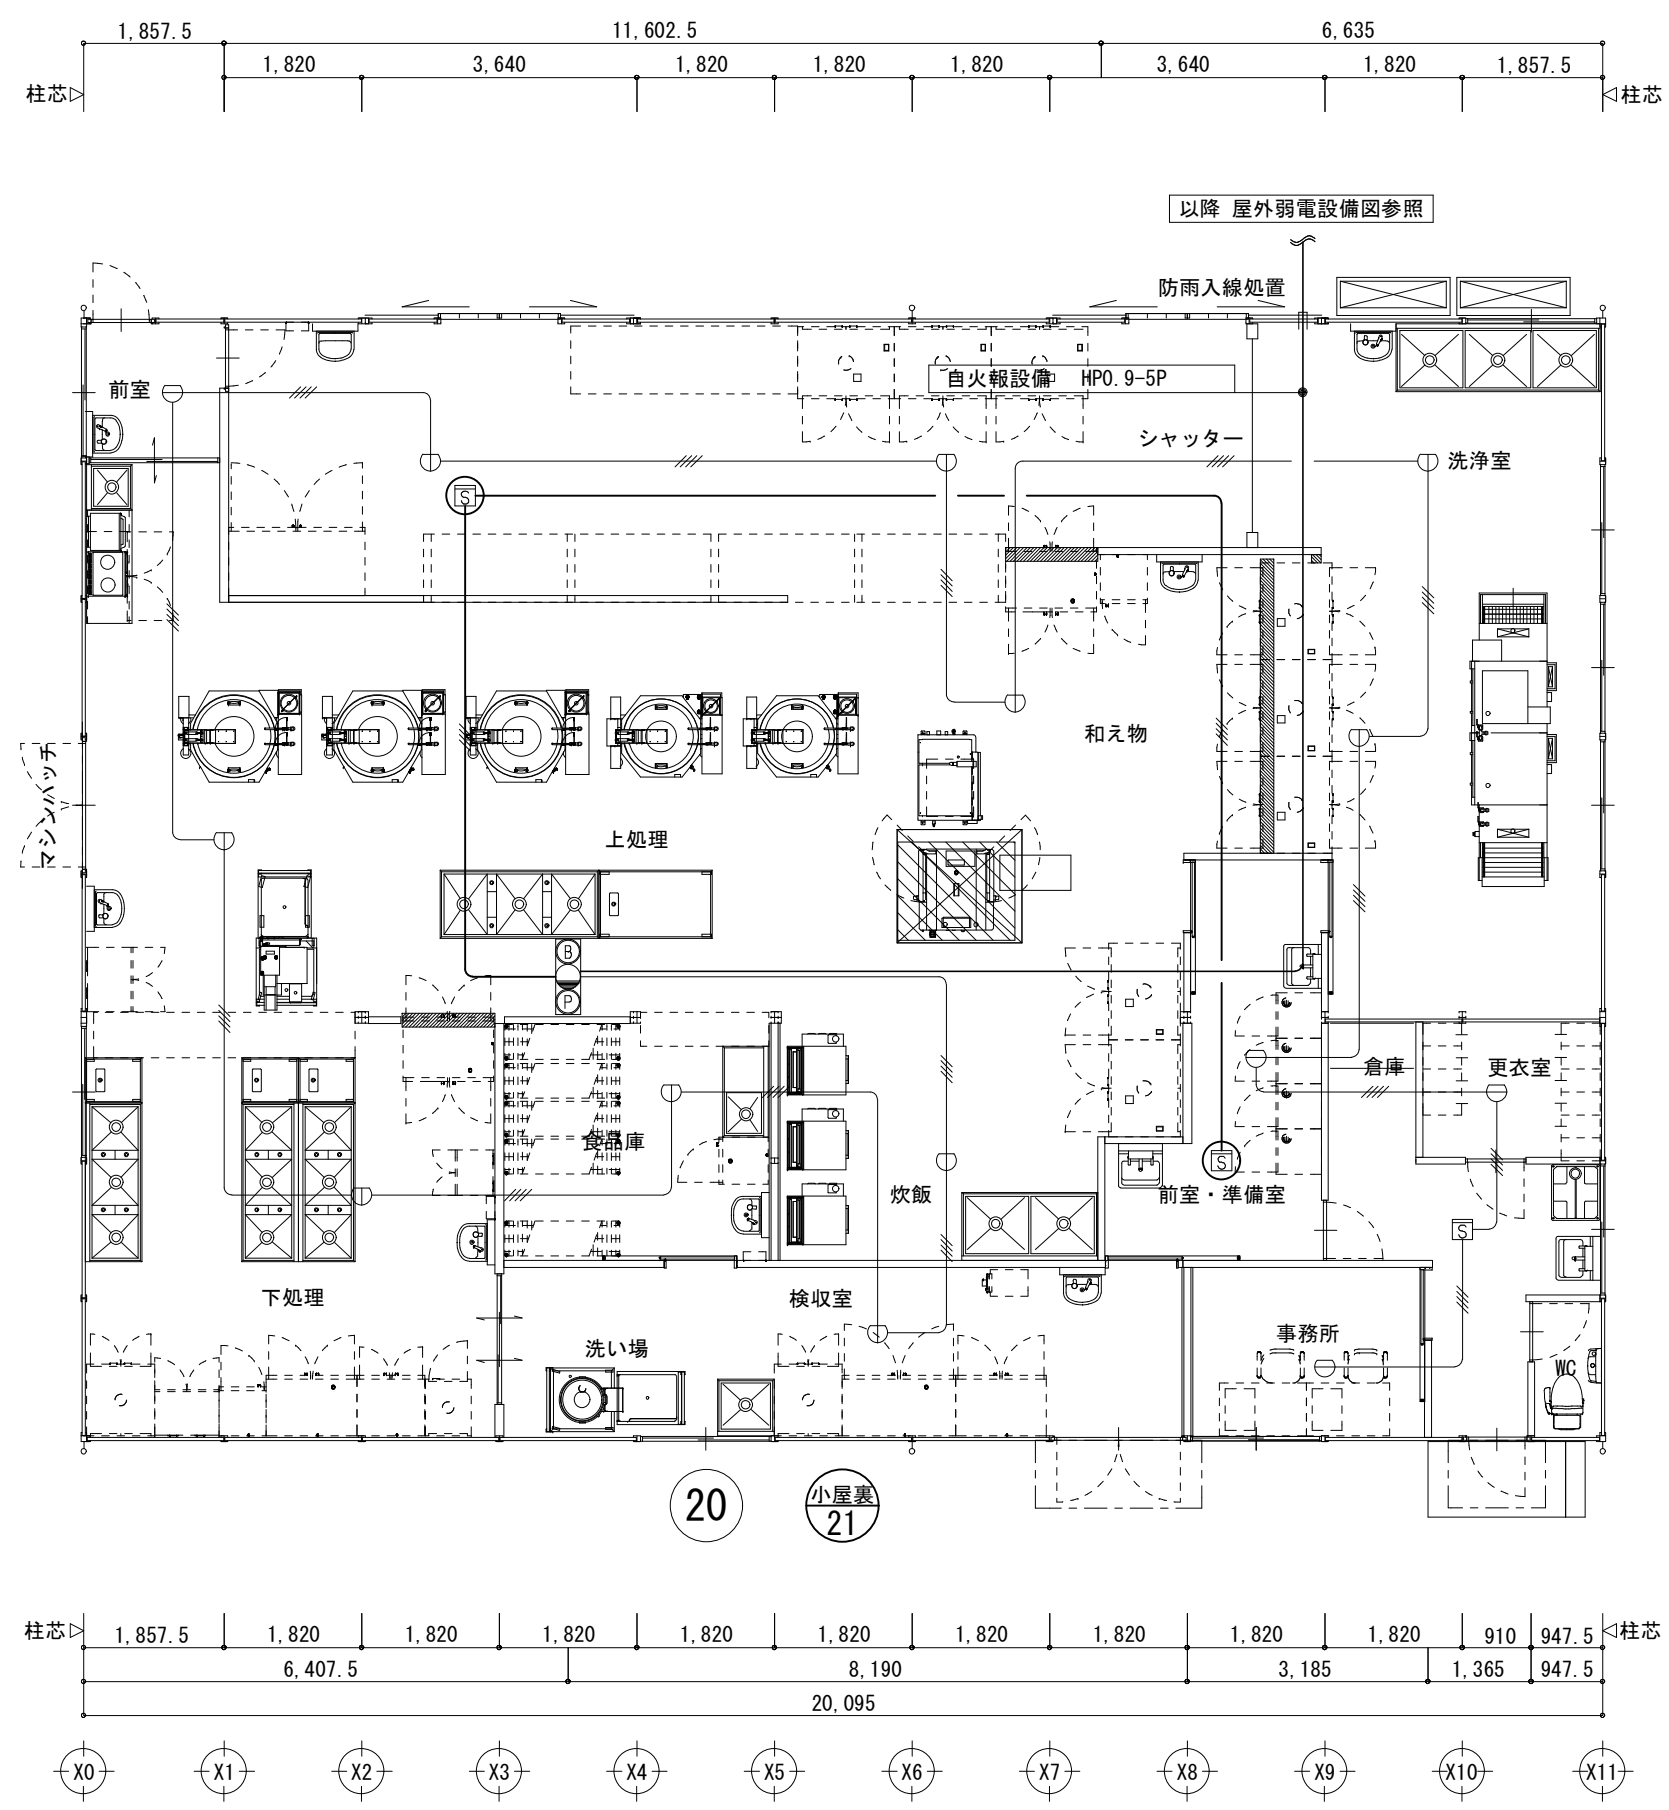 1,857.5 11,602.5 6,635
1,820 3,640 1,820 1,820 1,820 3,640 1,820 1,857.5
柱芯 柱芯
以降 屋外弱電設備図参照
防雨入線処置
自火報設備 HP0.9-5P
前室
シャッター
洗浄室
S
和え物
マシンハッチ
上処理
B
P
倉庫
更衣室
食品庫
S
炊飯
前室・準備室
S
下処理
検収室
事務所
洗い場
WC
20
小屋裏
21
柱芯 柱芯
1,857.5 1,820 1,820 1,820 1,820 1,820 1,820 1,820 1,820 1,820 910 947.5
6,407.5 8,190 3,185 1,365 947.5
20,095
X0 X1 X2 X3 X4 X5 X6 X7 X8 X9 X10 X11